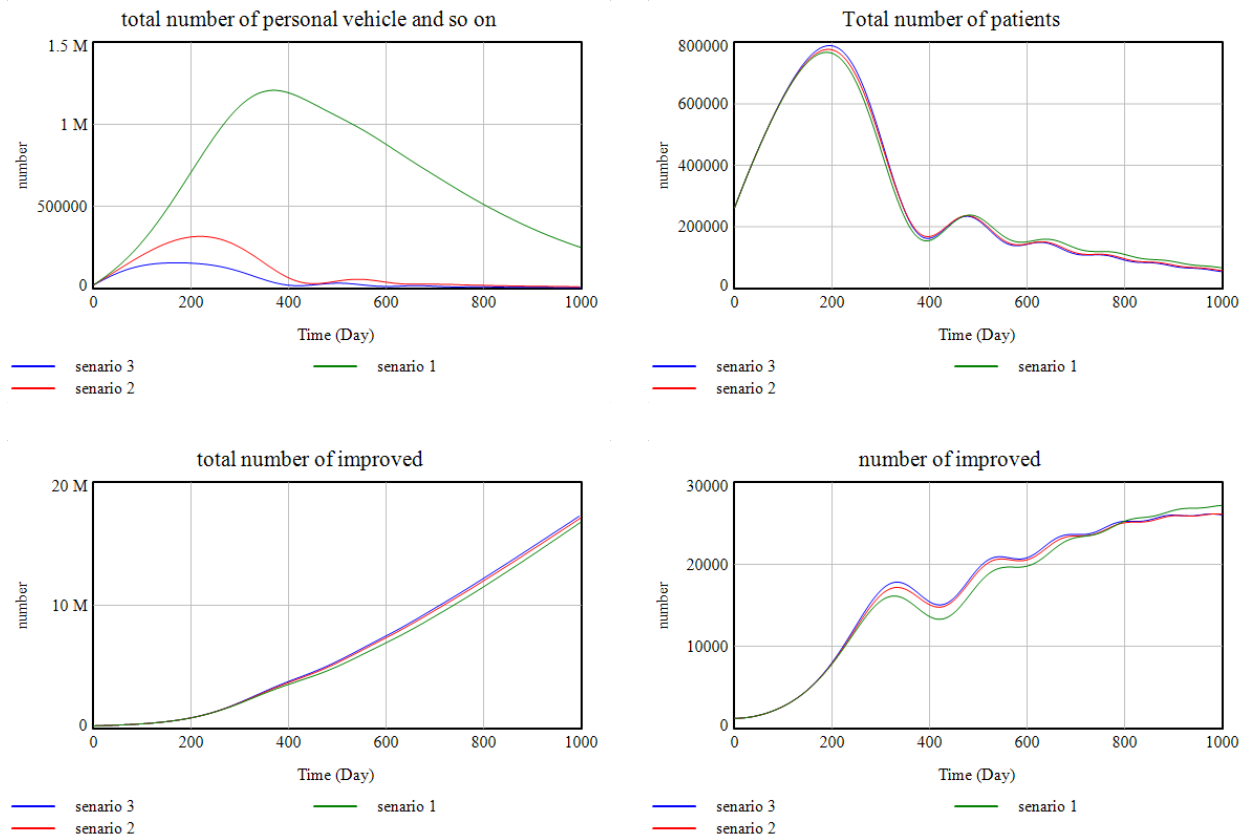 total number of personal vehicle and so on
1.5 M
1 M
500000
0
number
0 200 400 600 800 1000
Time (Day)
senario 3
senario 1
senario 2
Total number of patients
800000
600000
400000
200000
0
number
0 200 400 600 800 1000
Time (Day)
senario 3
senario 1
senario 2
total number of improved
20 M
10 M
0
number
0 200 400 600 800 1000
Time (Day)
senario 3
senario 1
senario 2
number of improved
30000
20000
10000
0
number
0 200 400 600 800 1000
Time (Day)
senario 3
senario 1
senario 2